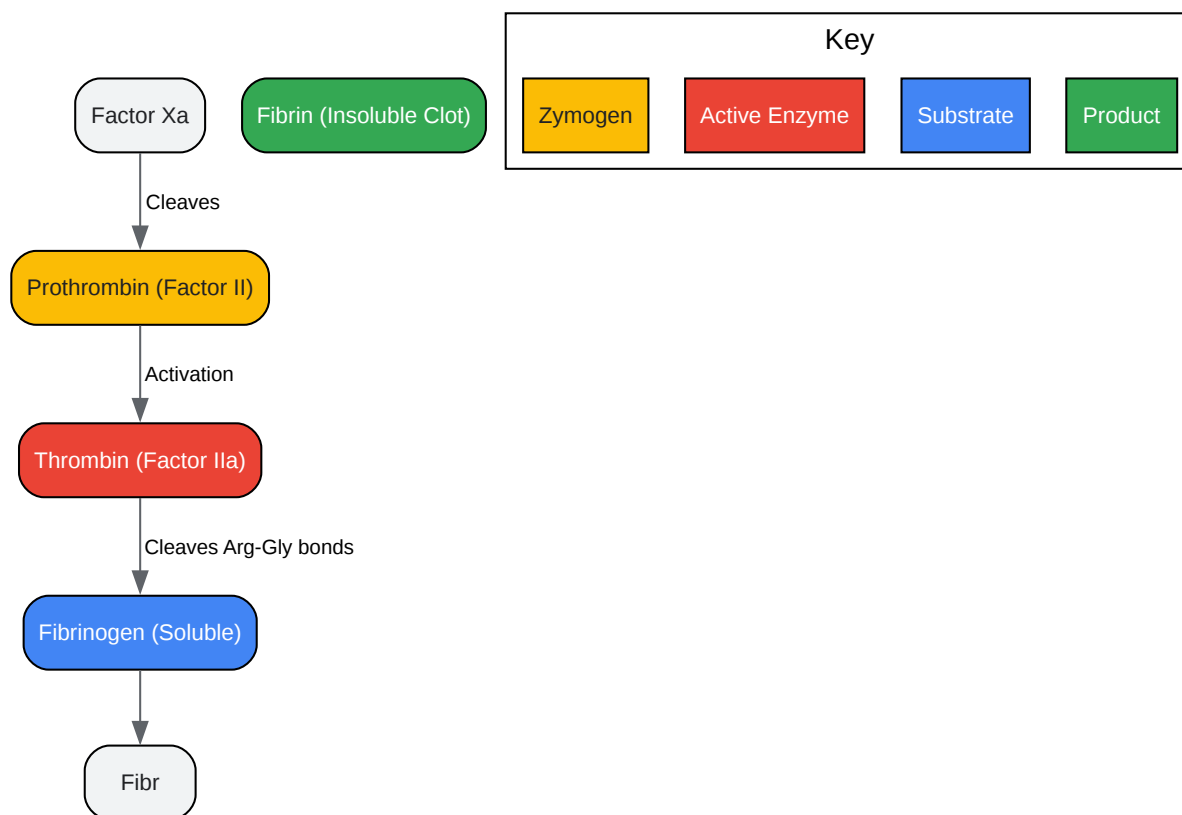 Key
Factor Xa
Fibrin (Insoluble Clot)
Zymogen
Active Enzyme
Substrate
Product
Cleaves
Prothrombin (Factor II)
Activation
Thrombin (Factor IIa)
Cleaves Arg-Gly bonds
Fibrinogen (Soluble)
Fibr